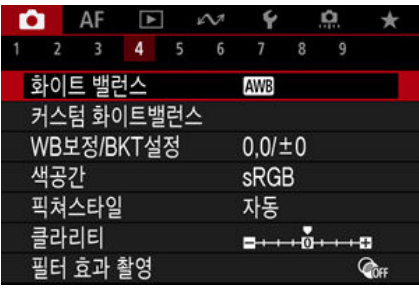 AF
1 2 3 4 5 6 7 8 9
화이트 밸런스 AWB
커스텀 화이트밸런스
WB보정/BKT설정 0,0/±0
색공간 sRGB
픽쳐스타일 자동
클라리티 0
필터 효과 촬영 OFF